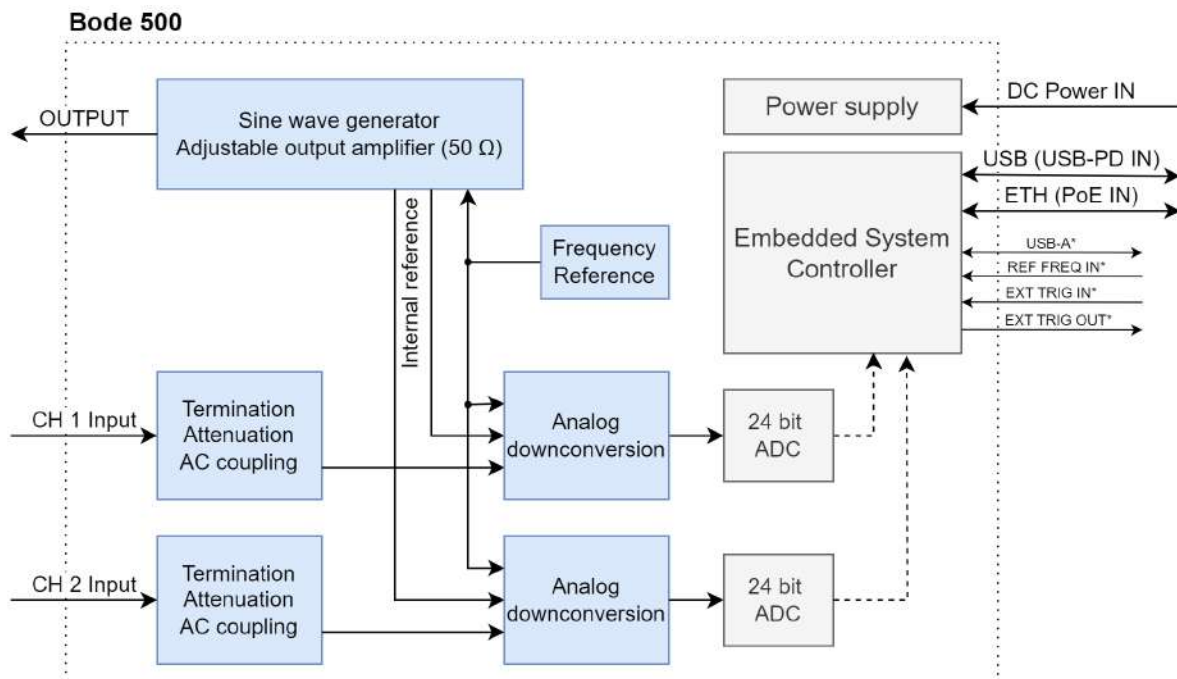 Bode 500
OUTPUT
Sine wave generator
Adjustable output amplifier (50 Ω)
Power supply
DC Power IN
USB (USB-PD IN)
ETH (PoE IN)
Embedded System
Controller
USB-A*
REF FREQ IN*
EXT TRIG IN*
EXT TRIG OUT*
Internal reference
Frequency
Reference
CH 1 Input
Termination
Attenuation
AC coupling
Analog
downconversion
24 bit
ADC
CH 2 Input
Termination
Attenuation
AC coupling
Analog
downconversion
24 bit
ADC